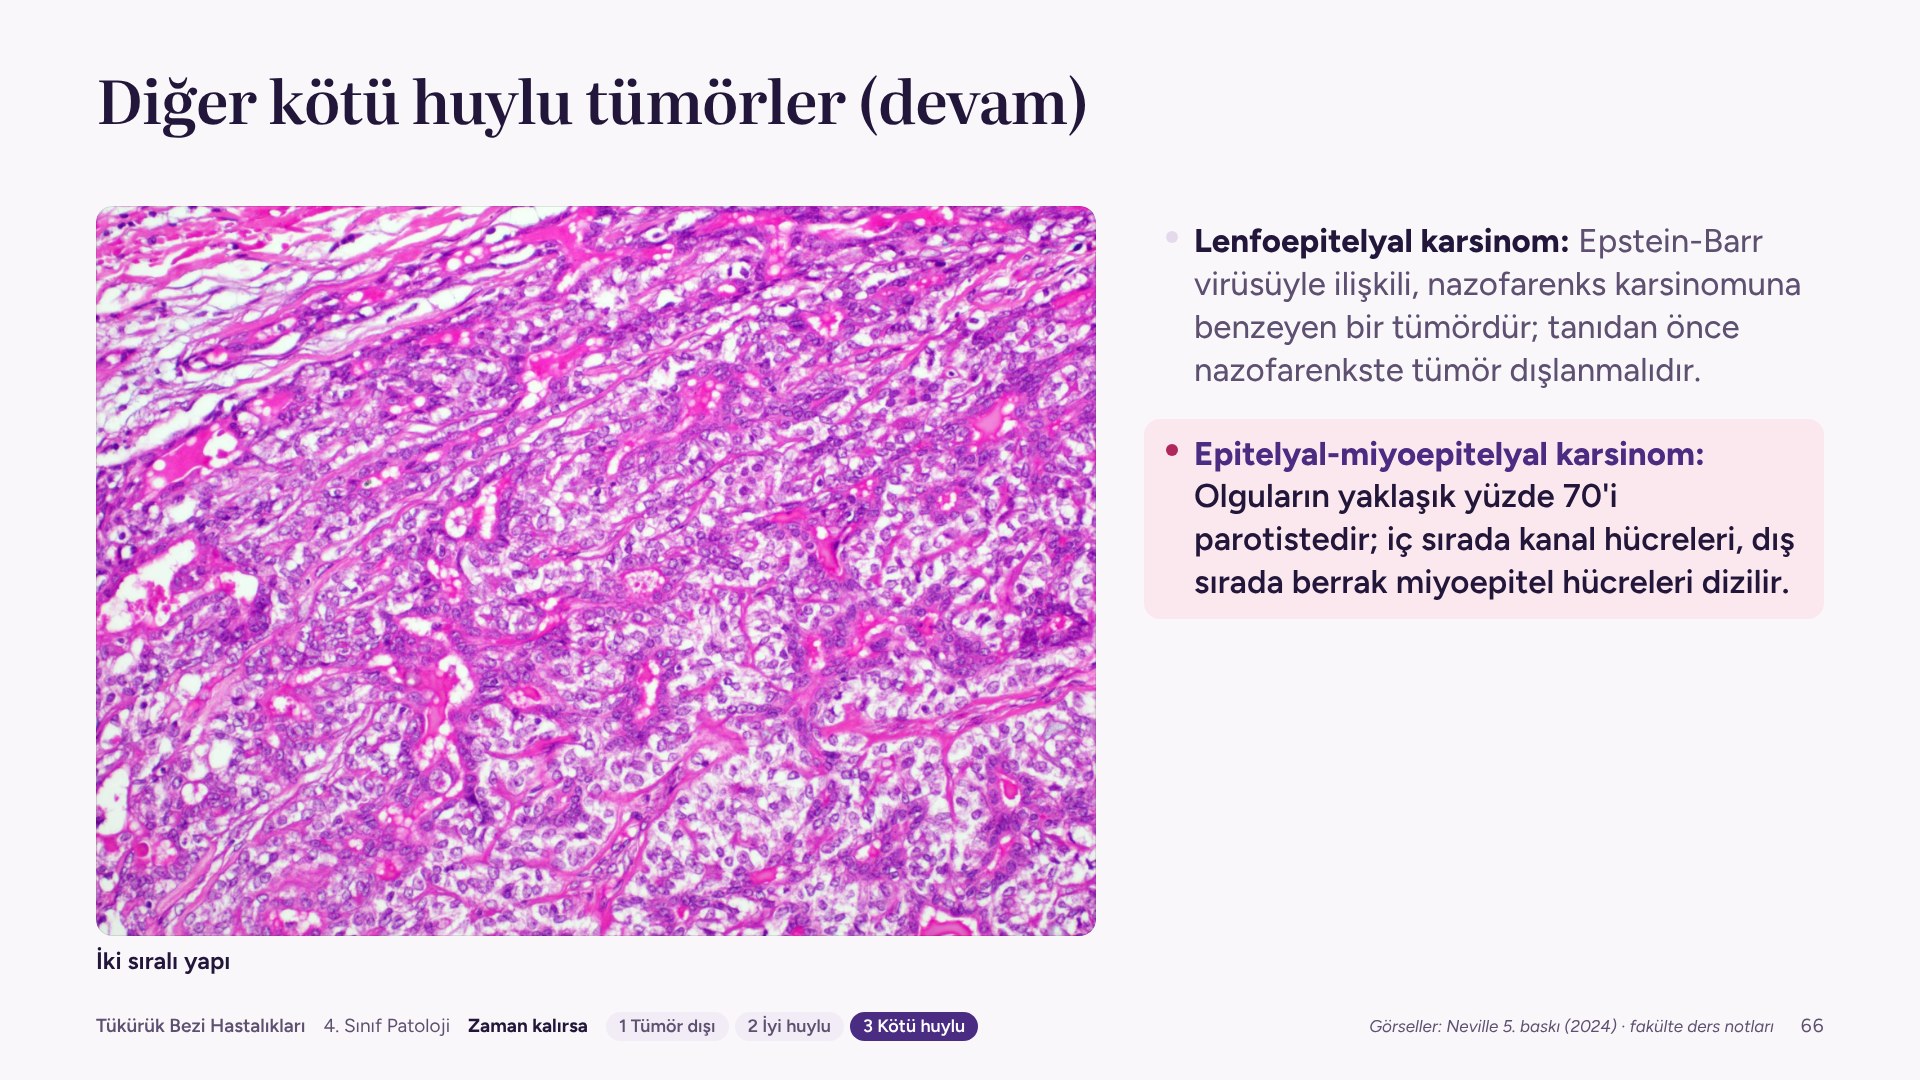 Diğer kötü huylu tümörler (devam)
Lenfoepitelyal karsinom: Epstein-Barr
virüsüyle ilişkili, nazofarenks karsinomuna
benzeyen bir tümördür; tanıdan önce
nazofarenkste tümör dışlanmalıdır.
Epitelyal-miyoepitelyal karsinom:
Olguların yaklaşık yüzde 70'i
parotistedir; iç sırada kanal hücreleri, dış
sırada berrak miyoepitel hücreleri dizilir.
İki sıralı yapı
Tükürük Bezi Hastalıkları 4. Sınıf Patoloji Zaman kalırsa 1 Tümör dışı 2 İyi huylu 3 Kötü huylu Görseller: Neville 5. baskı (2024) · fakülte ders notları 66